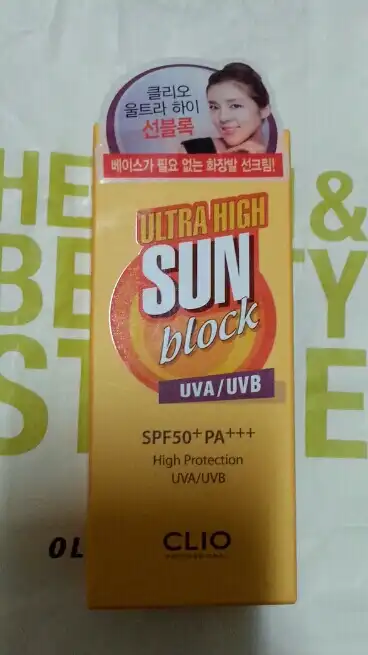 클리오
울트라 하이
선블록
베이스가 필요 없는 화장발 선크림!
ULTRA HIGH
SUN
block
UVA/UVB
SPF50+ PA+++
High Protection
UVA/UVB
CLIO
PROFESSIONAL
HE
&
BE
TY
ST
E
OL